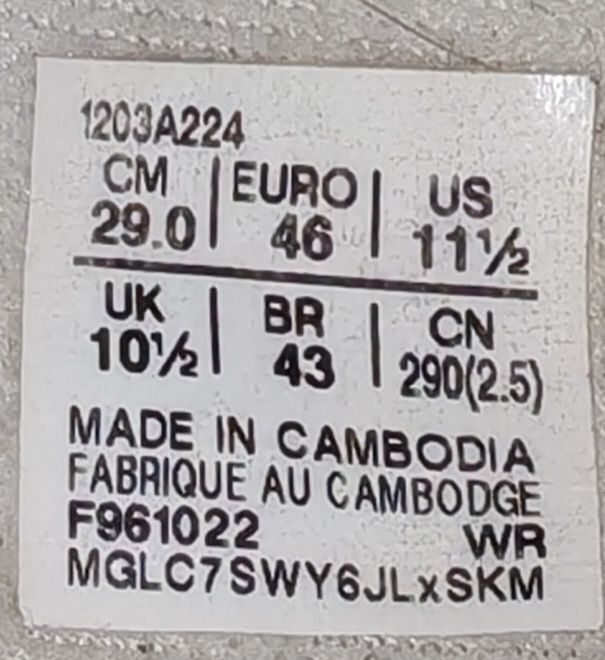 1203A224
CM | EURO | US
29.0 | 46 | 11½
UK | BR | CN
10½ | 43 | 290(2.5)
MADE IN CAMBODIA
FABRIQUE AU CAMBODGE
F961022 WR
MGLC7SWY6JLxSKM